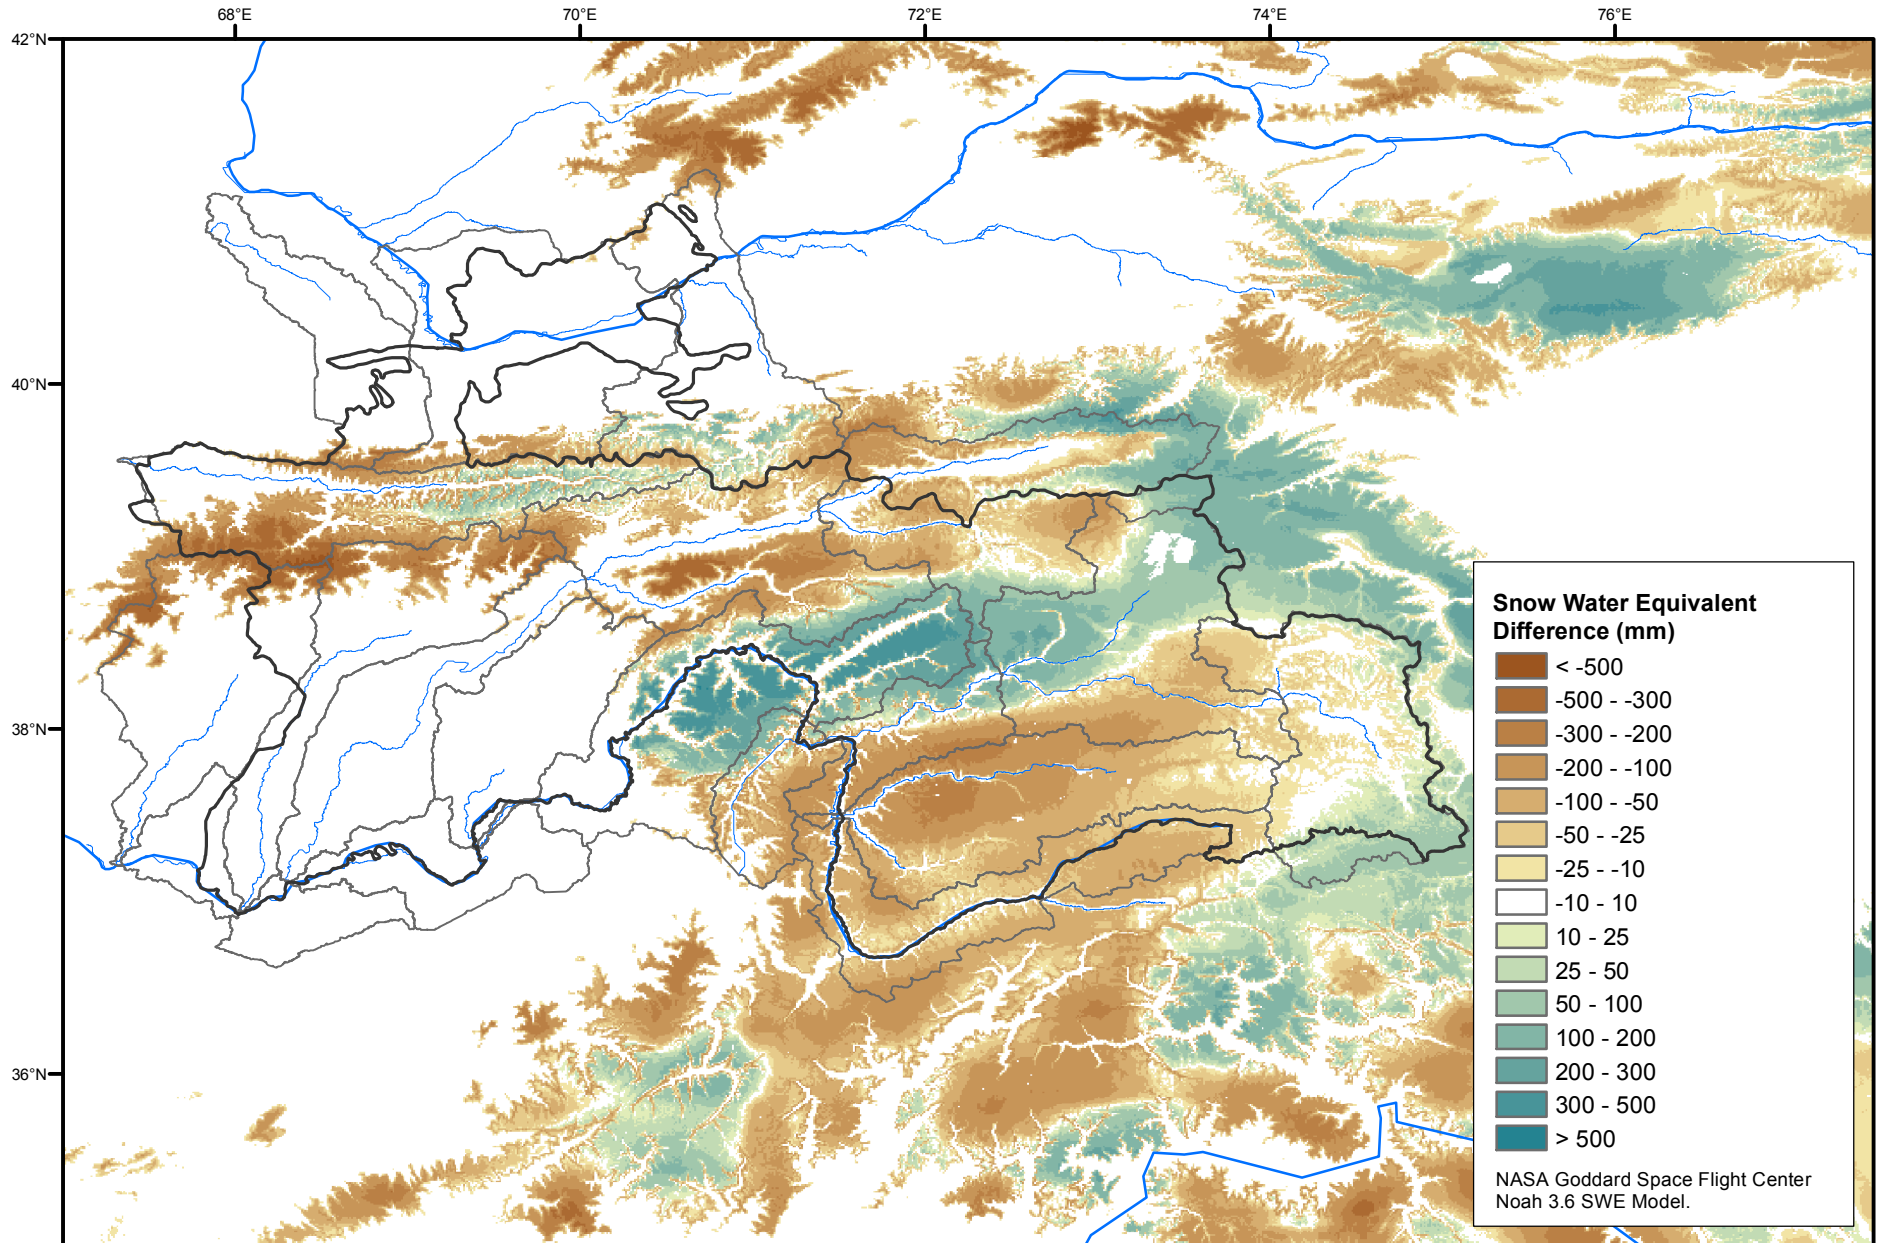 68°E 70°E 72°E 74°E 76°E
42°N
40°N
38°N
36°N
Snow Water Equivalent
Difference (mm)
< -500
-500 - -300
-300 - -200
-200 - -100
-100 - -50
-50 - -25
-25 - -10
-10 - 10
10 - 25
25 - 50
50 - 100
100 - 200
200 - 300
300 - 500
> 500
NASA Goddard Space Flight Center
Noah 3.6 SWE Model.